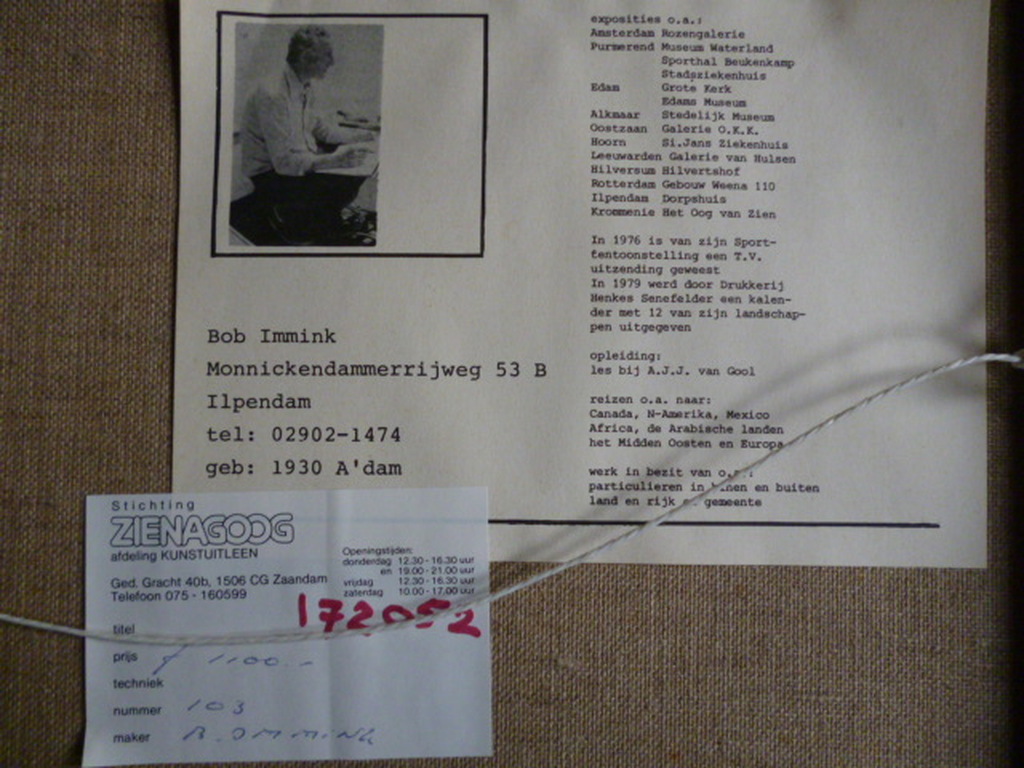 Bob Immink
Monnickendammerrijweg 53 B
Ilpendam
tel: 02902-1474
geb: 1930 A'dam
exposities o.a.:
Amsterdam Rozengalerie
Purmerend Museum Waterland
Sporthal Beukenkamp
Stadsziekenhuis
Edam Grote Kerk
Edams Museum
Alkmaar Stedelijk Museum
Oostzaan Galerie O.K.K.
Hoorn Si.Jans Ziekenhuis
Leeuwarden Galerie van Hulsen
Hilversum Hilvertshof
Rotterdam Gebouw Weena 110
Ilpendam Dorpshuis
Krommenie Het Oog van Zien
In 1976 is van zijn Sport-
tentoonstelling een T.V.
uitzending geweest
In 1979 werd door Drukkerij
Henkes Senefelder een kalen-
der met 12 van zijn landschap-
pen uitgegeven
opleiding:
les bij A.J.J. van Gool
reizen o.a. naar:
Canada, N-Amerika, Mexico
Africa, de Arabische landen
het Midden Oosten en Europa
werk in bezit van
particulieren in en buiten
land en rijk gemeente
Stichting
ZIENAGOOG
afdeling KUNSTUITLEEN
Ged. Gracht 40b, 1506 CG Zaandam
Telefoon 075 - 160599
Openingstijden:
donderdag 12.30 - 16.30 uur
en 19.00 - 21.00 uur
vrijdag 12.30 - 16.30 uur
zaterdag 10.00 - 17.00 uur
172052
titel
prijs f 1100.-
techniek
nummer 103
maker B. IMMINK